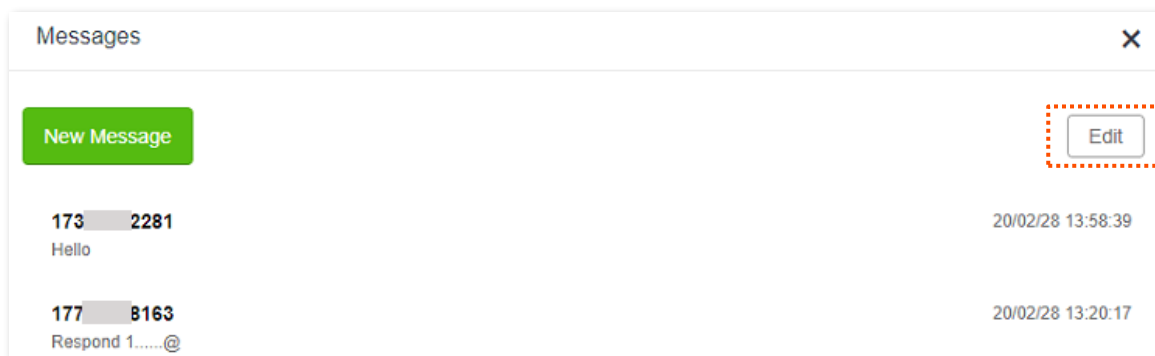 Messages
New Message
Edit
173 2281
20/02/28 13:58:39
Hello
177 8163
20/02/28 13:20:17
Respond 1......@